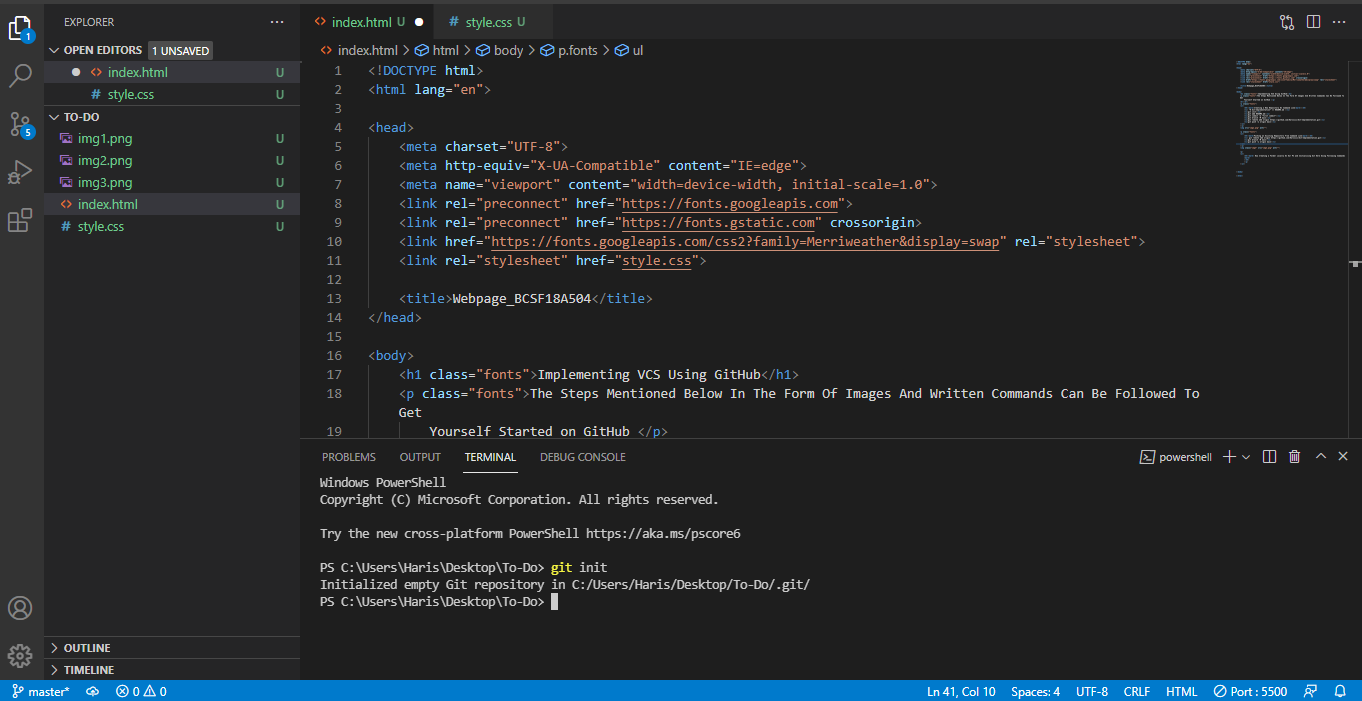 EXPLORER
OPEN EDITORS 1 UNSAVED
index.html U
style.css U
TO-DO
img1.png U
img2.png U
img3.png U
index.html U
style.css U
OUTLINE
TIMELINE
1
5
index.html U
# style.css U
index.html > html > body > p.fonts > ul
1 <!DOCTYPE html>
2 <html lang="en">
3
4 <head>
5 <meta charset="UTF-8">
6 <meta http-equiv="X-UA-Compatible" content="IE=edge">
7 <meta name="viewport" content="width=device-width, initial-scale=1.0">
8 <link rel="preconnect" href="https://fonts.googleapis.com">
9 <link rel="preconnect" href="https://fonts.gstatic.com" crossorigin>
10 <link href="https://fonts.googleapis.com/css2?family=Merriweather&display=swap" rel="stylesheet">
11 <link rel="stylesheet" href="style.css">
12
13 <title>Webpage_BCSF18A504</title>
14 </head>
15
16 <body>
17 <h1 class="fonts">Implementing VCS Using GitHub</h1>
18 <p class="fonts">The Steps Mentioned Below In The Form Of Images And Written Commands Can Be Followed To
Get
19 Yourself Started on GitHub </p>
PROBLEMS OUTPUT TERMINAL DEBUG CONSOLE powershell
Windows PowerShell
Copyright (C) Microsoft Corporation. All rights reserved.
Try the new cross-platform PowerShell https://aka.ms/pscore6
PS C:\Users\Haris\Desktop\To-Do> git init
Initialized empty Git repository in C:/Users/Haris/Desktop/To-Do/.git/
PS C:\Users\Haris\Desktop\To-Do>
master* 0 0 Ln 41, Col 10 Spaces: 4 UTF-8 CRLF HTML Port : 5500